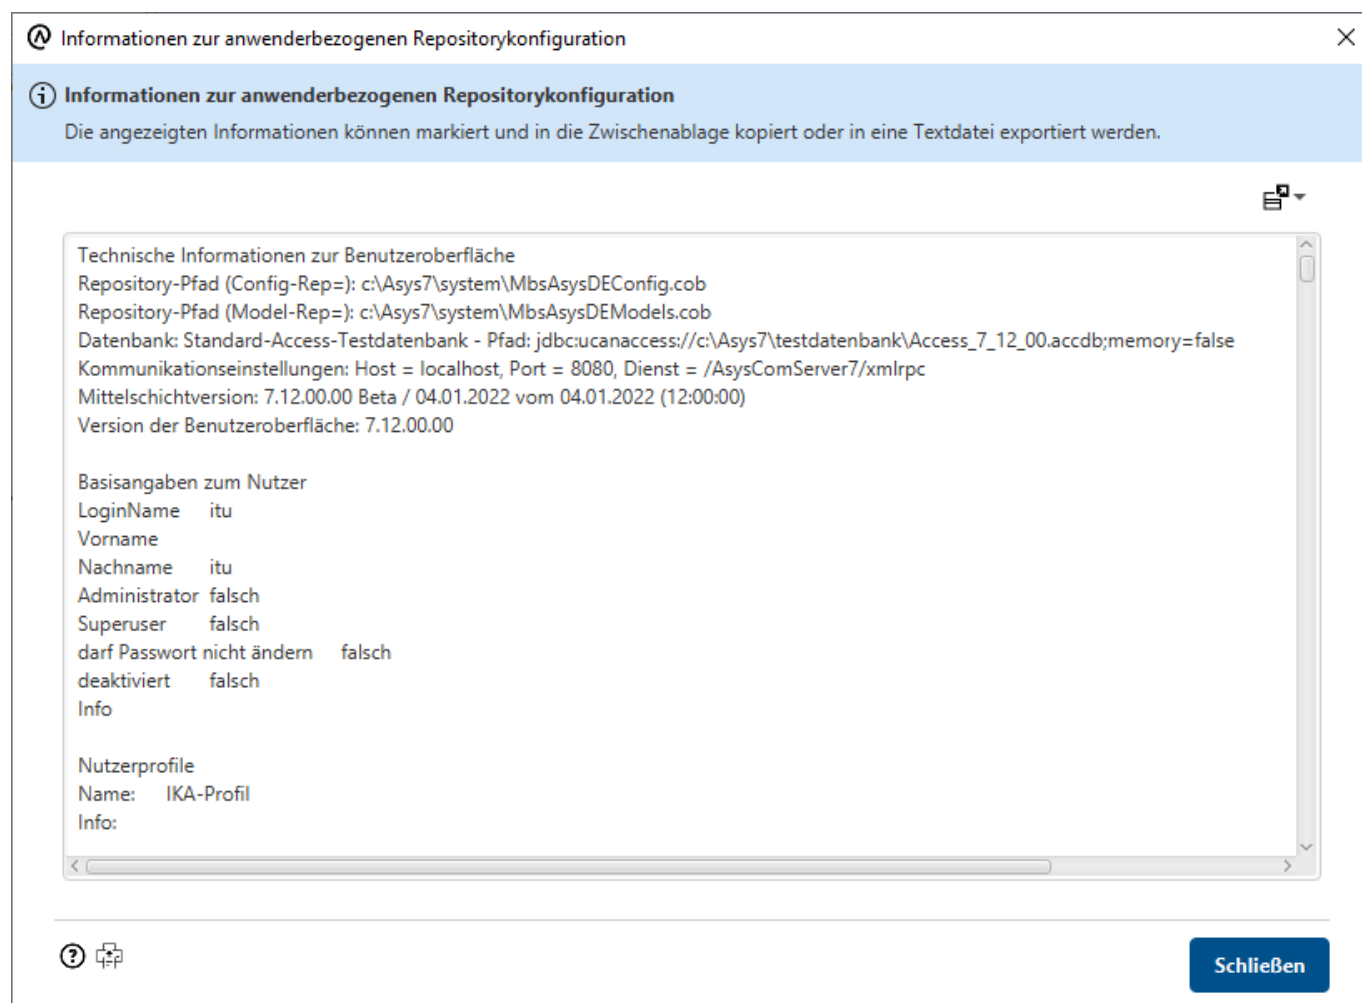 Informationen zur anwenderbezogenen Repositorykonfiguration
Informationen zur anwenderbezogenen Repositorykonfiguration
Die angezeigten Informationen können markiert und in die Zwischenablage kopiert oder in eine Textdatei exportiert werden.
Technische Informationen zur Benutzeroberfläche
Repository-Pfad (Config-Rep=): c:\Asys7\system\MbsAsysDEConfig.cob
Repository-Pfad (Model-Rep=): c:\Asys7\system\MbsAsysDEModels.cob
Datenbank: Standard-Access-Testdatenbank - Pfad: jdbc:ucanaccess://c:\Asys7\testdatenbank\Access_7_12_00.accdb;memory=false
Kommunikationseinstellungen: Host = localhost, Port = 8080, Dienst = /AsysComServer7/xmlrpc
Mittelschichtversion: 7.12.00.00 Beta / 04.01.2022 vom 04.01.2022 (12:00:00)
Version der Benutzeroberfläche: 7.12.00.00
Basisangaben zum Nutzer
LoginName itu
Vorname
Nachname itu
Administrator falsch
Superuser falsch
darf Passwort nicht ändern falsch
deaktiviert falsch
Info
Nutzerprofile
Name: IKA-Profil
Info:
Schließen